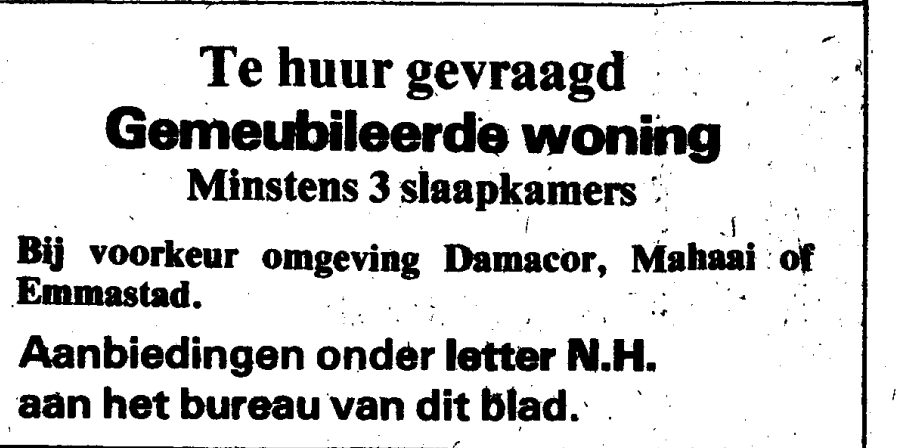 Te huur gevraagd
Gemeubileerde woning
Minstens 3 slaapkamers
Bij voorkeur omgeving Damacor, Mahaai of
Emmastad.
Aanbiedingen onder letter N.H.
aan het bureau van dit blad.